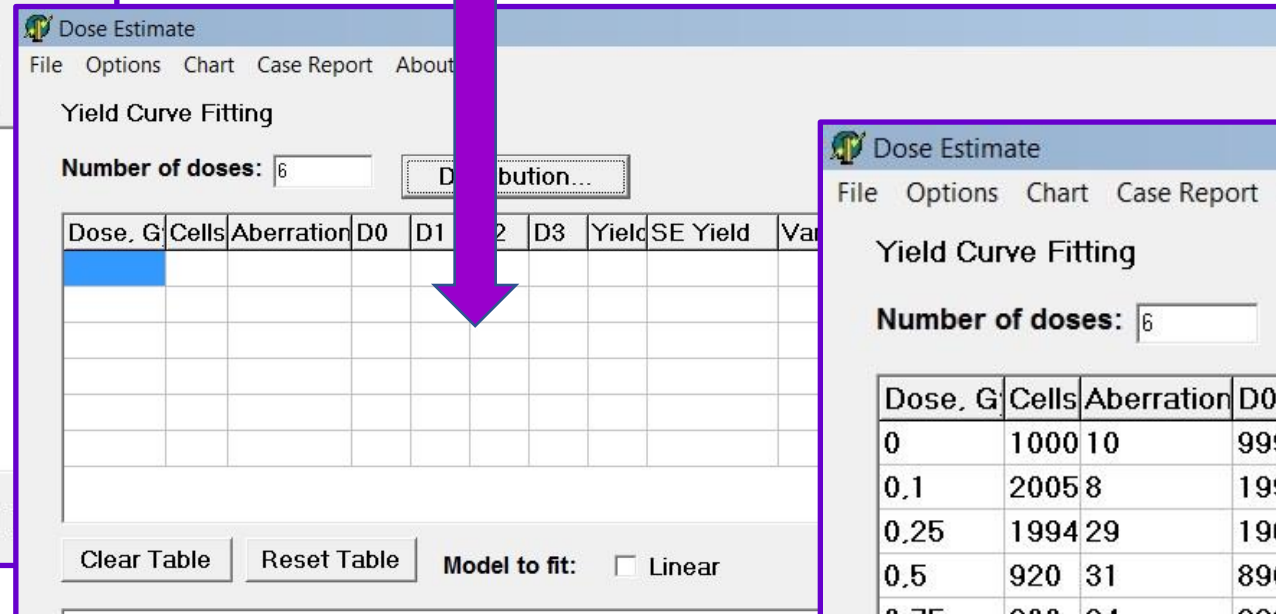 Dose Estimate
File Options Chart Case Report About
Yield Curve Fitting
Number of doses: 6
Dose, G Cells Aberration D0 D1 D3 Yield SE Yield
Clear Table Reset Table Model to fit: Linear
Dose Estimate
File Options Chart Case Report
Yield Curve Fitting
Number of doses: 6
Dose, G Cells Aberration D0
0 1000 10
0,1 2005 8
0,25 1994 29
0,5 920 31